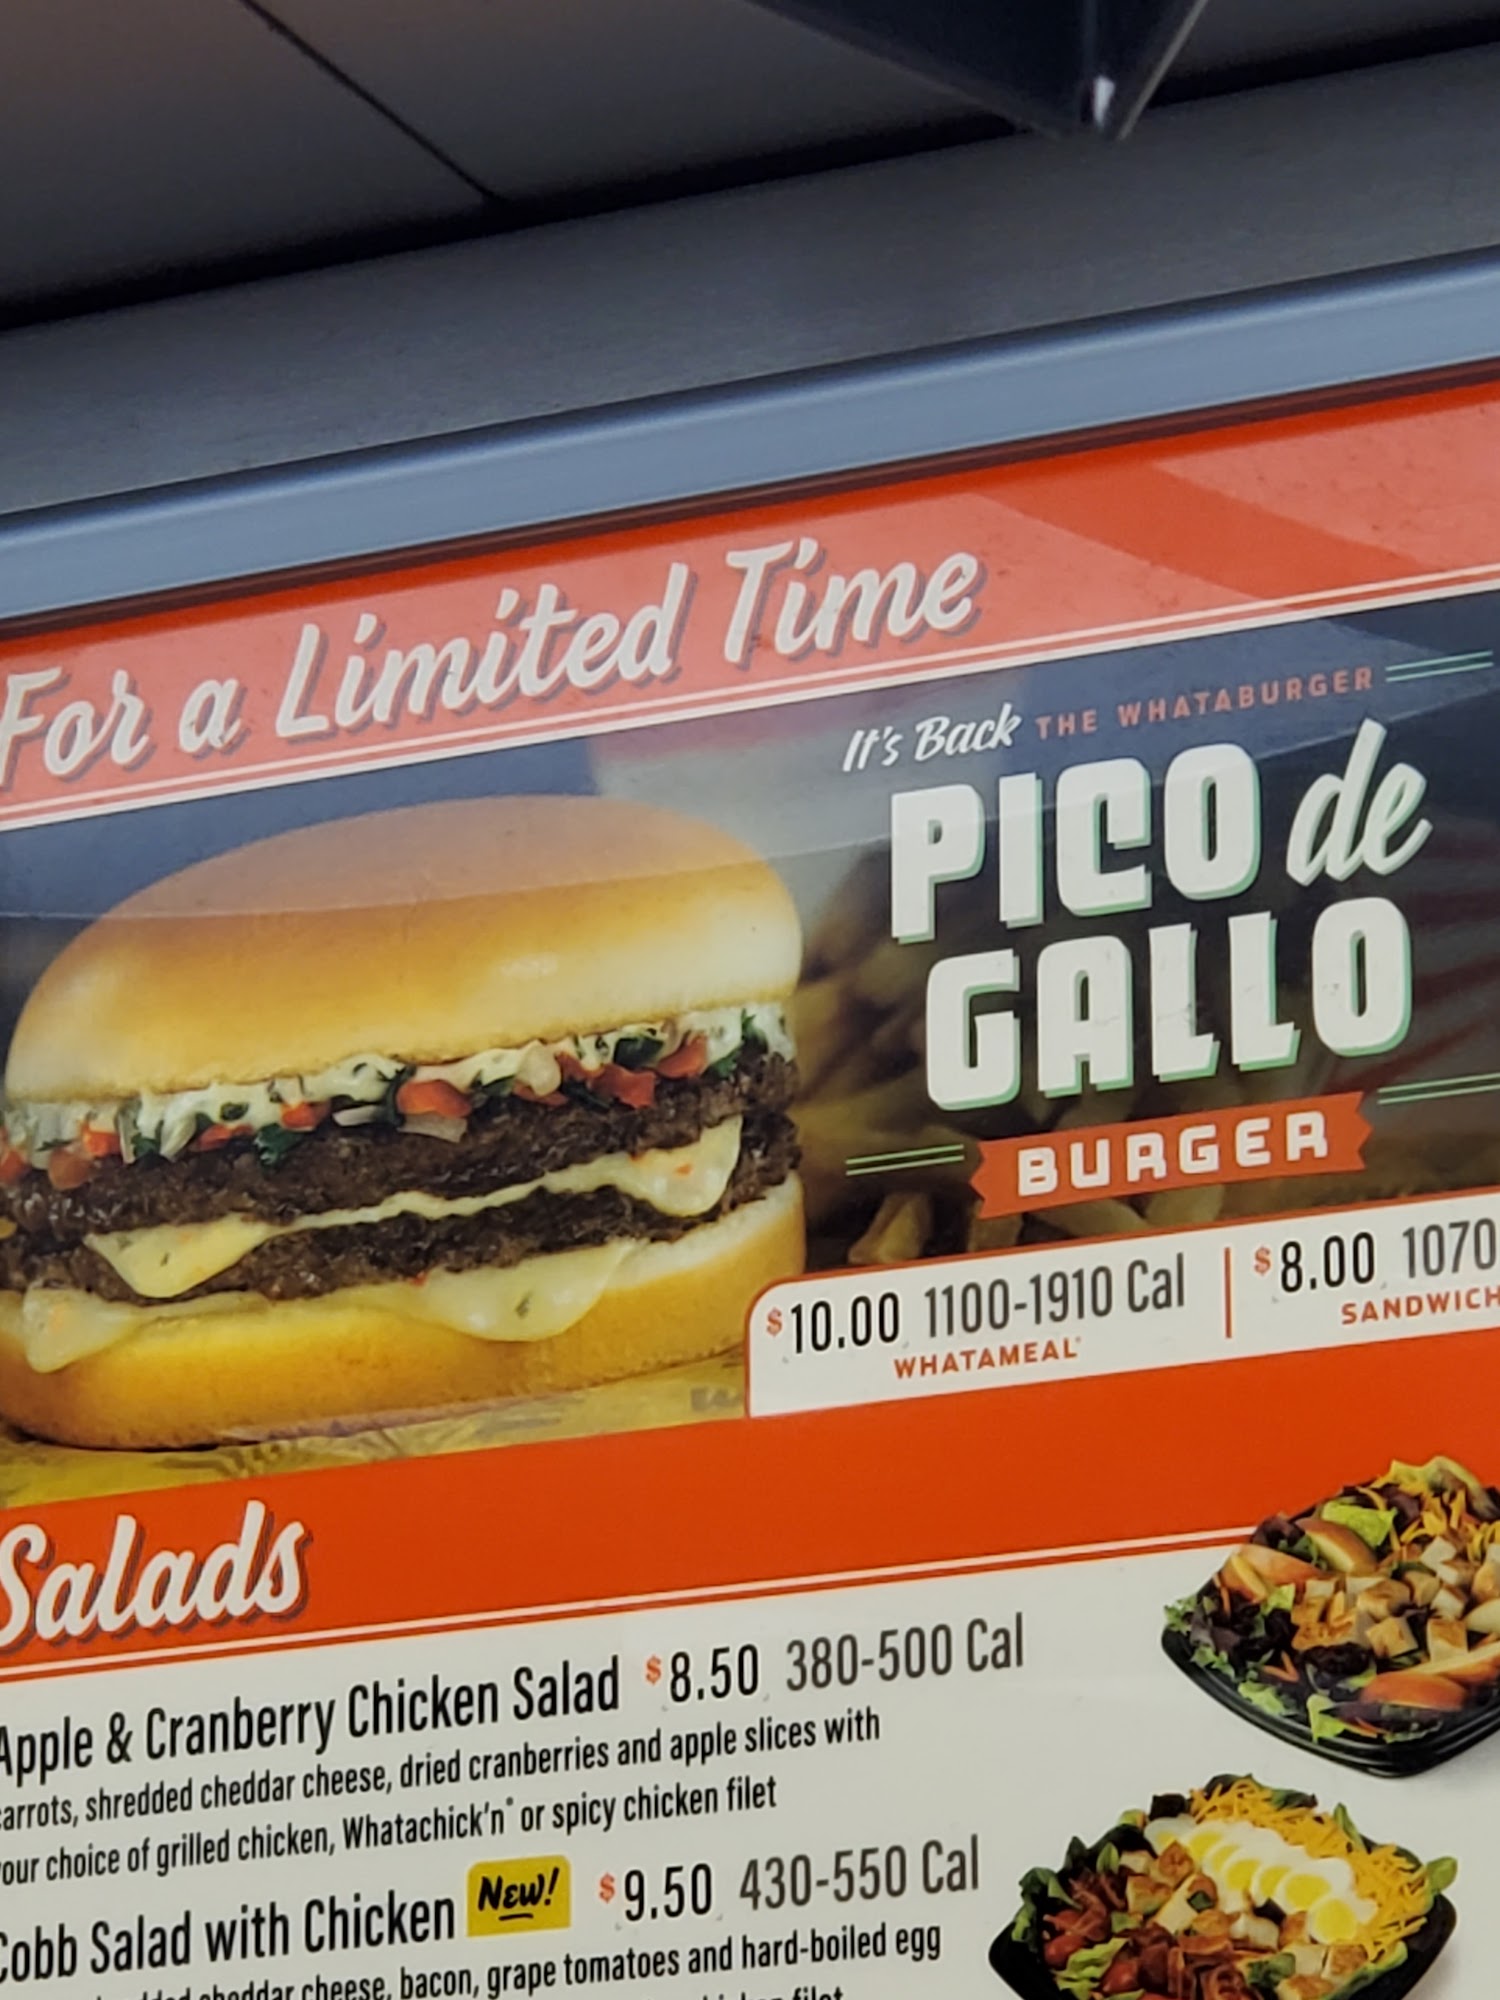 For a Limited Time
It's Back THE WHATABURGER
PICO de
GALLO
BURGER
$10.00 1100-1910 Cal
WHATAMEAL
$8.00 1070
SANDWICH
Salads
Apple & Cranberry Chicken Salad $8.50 380-500 Cal
carrots, shredded cheddar cheese, dried cranberries and apple slices with
your choice of grilled chicken, Whatachick'n® or spicy chicken filet
Cobb Salad with Chicken New! $9.50 430-550 Cal
cheddar cheese, bacon, grape tomatoes and hard-boiled egg
filet